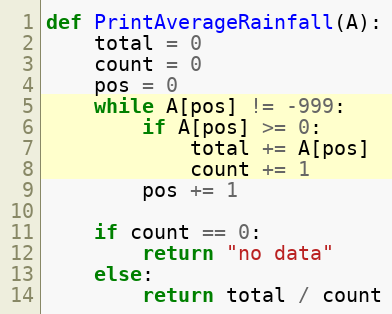 1 def PrintAverageRainfall(A):
2     total = 0
3     count = 0
4     pos = 0
5     while A[pos] != -999:
6         if A[pos] >= 0:
7             total += A[pos]
8             count += 1
9         pos += 1
10
11     if count == 0:
12         return "no data"
13     else:
14         return total / count